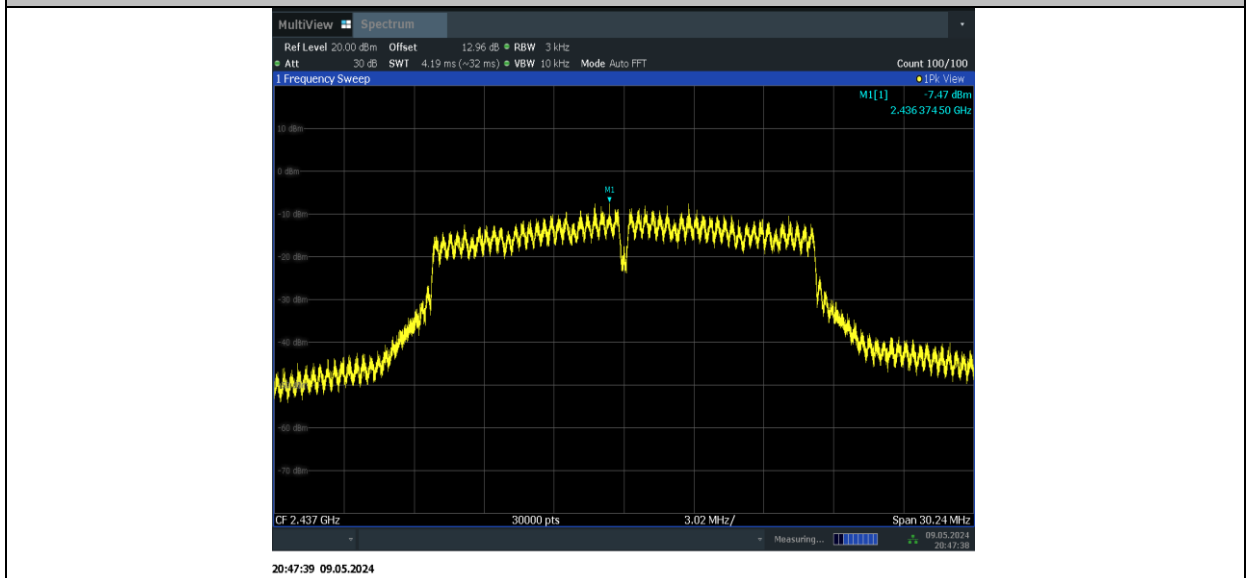 MultiView Spectrum
Ref Level 20.00 dBm Offset 12.96 dB RBW 3 kHz
Att 30 dB SWT 4.19 ms (~32 ms) VBW 10 kHz Mode Auto FFT Count 100/100
1 Frequency Sweep 1Pk View
M1[1] -7.47 dBm
2.43637450 GHz
10 dBm
0 dBm
M1
-10 dBm
-20 dBm
-30 dBm
-40 dBm
-60 dBm
-70 dBm
CF 2.437 GHz 30000 pts 3.02 MHz/ Span 30.24 MHz
Measuring... 09.05.2024
20:47:38
20:47:39 09.05.2024